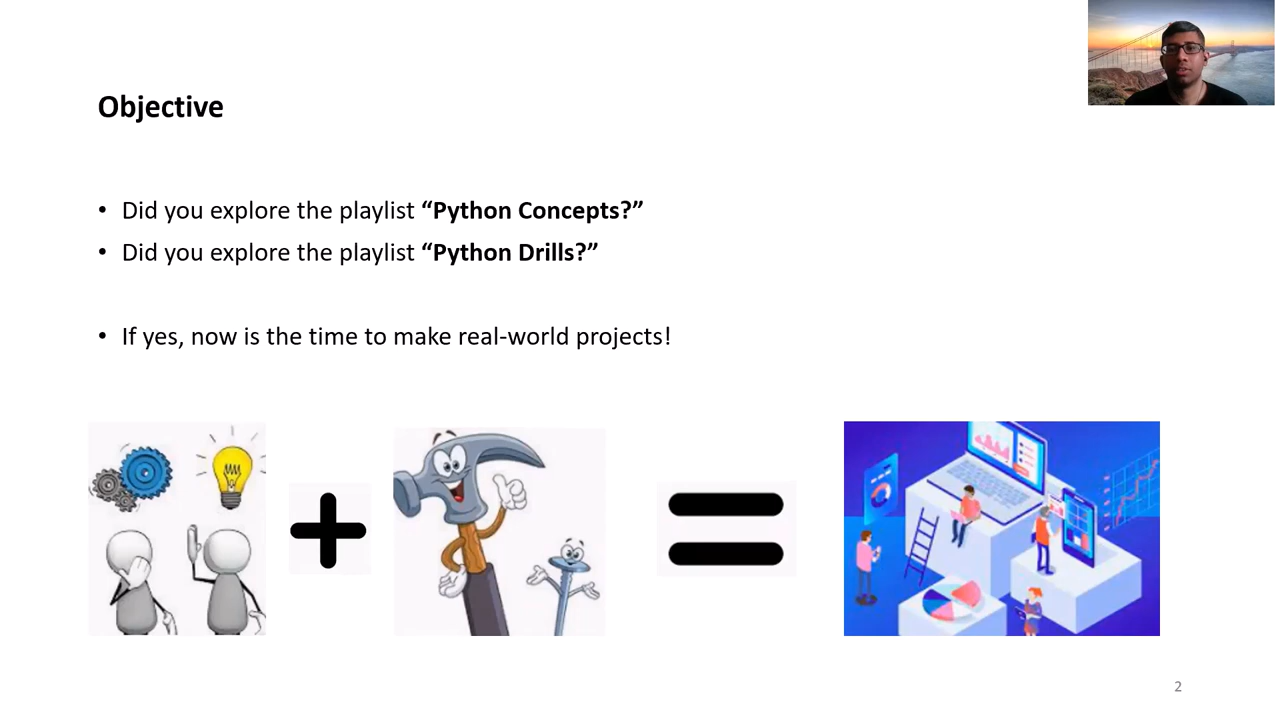 Objective
• Did you explore the playlist “Python Concepts?”
• Did you explore the playlist “Python Drills?”
• If yes, now is the time to make real-world projects!
2